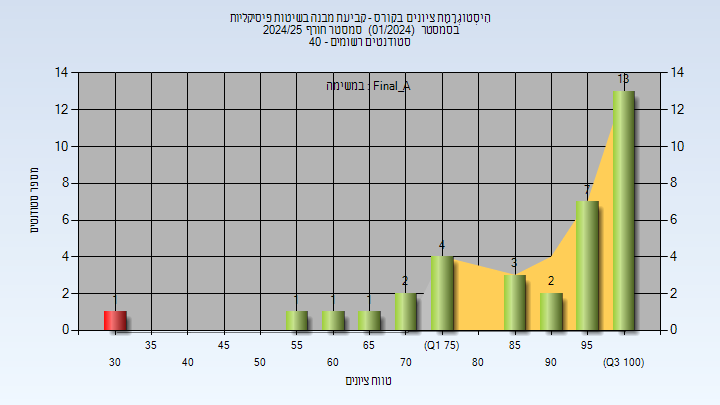 היסטוגרמת ציונים בקורס - קביעת מבנה בשיטות פיסיקליות
בסמסטר (01/2024) סמסטר חורף 2024/25
סטודנטים רשומים - 40
במשימה : Final_A
מספר סטודנטים
14 14
12 12
10 10
8 8
6 6
4 4
2 2
0 0
1 1 1 1 2 4 3 2 7 13
35 45 55 65 (Q1 75) 85 95
30 40 50 60 70 80 90 (Q3 100)
טווח ציונים